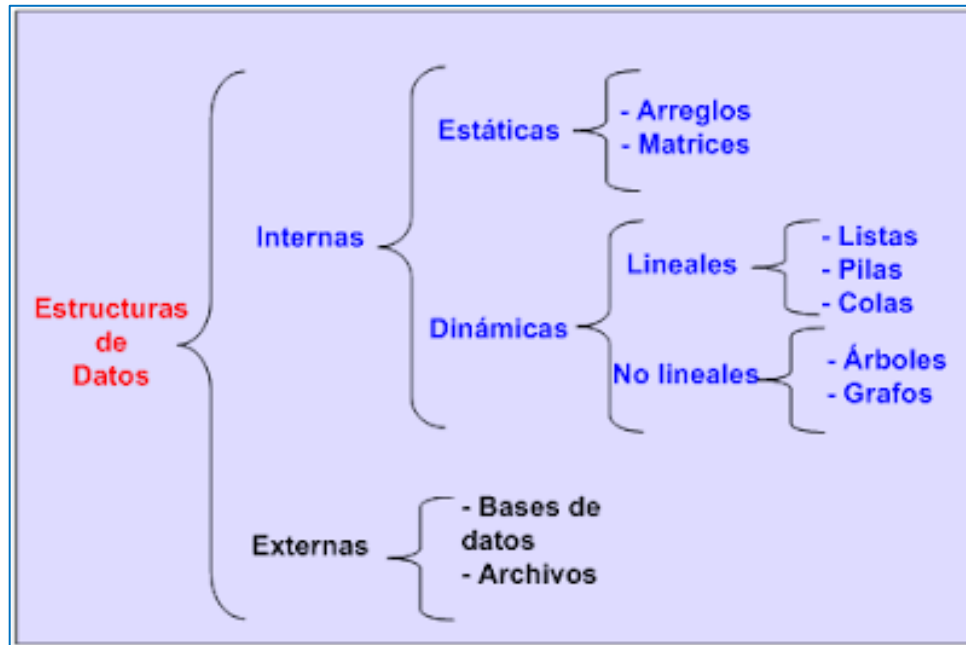 Estructuras
de
Datos
Internas
Estáticas
- Arreglos
- Matrices
Dinámicas
Lineales
- Listas
- Pilas
- Colas
No lineales
- Árboles
- Grafos
Externas
- Bases de
datos
- Archivos